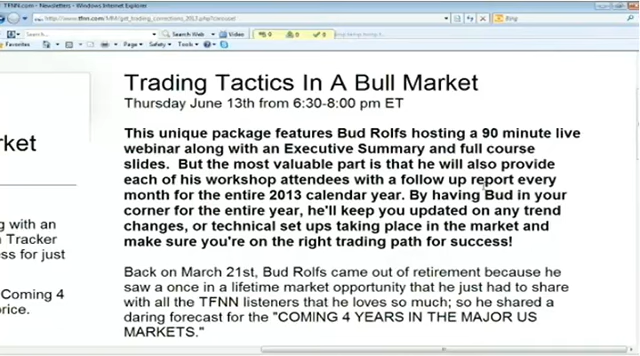 TFNN.com - Newsletters - Windows Internet Explorer
Bing
Search Web
Video
Favorites
Page
Safety
Tools
Trading Tactics In A Bull Market
Thursday June 13th from 6:30-8:00 pm ET
This unique package features Bud Rolfs hosting a 90 minute live
webinar along with an Executive Summary and full course
slides. But the most valuable part is that he will also provide
each of his workshop attendees with a follow up report every
month for the entire 2013 calendar year. By having Bud in your
corner for the entire year, he'll keep you updated on any trend
changes, or technical set ups taking place in the market and
make sure you're on the right trading path for success!
Back on March 21st, Bud Rolfs came out of retirement because he
saw a once in a lifetime market opportunity that he just had to share
with all the TFNN listeners that he loves so much; so he shared a
daring forecast for the "COMING 4 YEARS IN THE MAJOR US
MARKETS."
rket
g with an
Tracker
ss for just
Coming 4
rice.